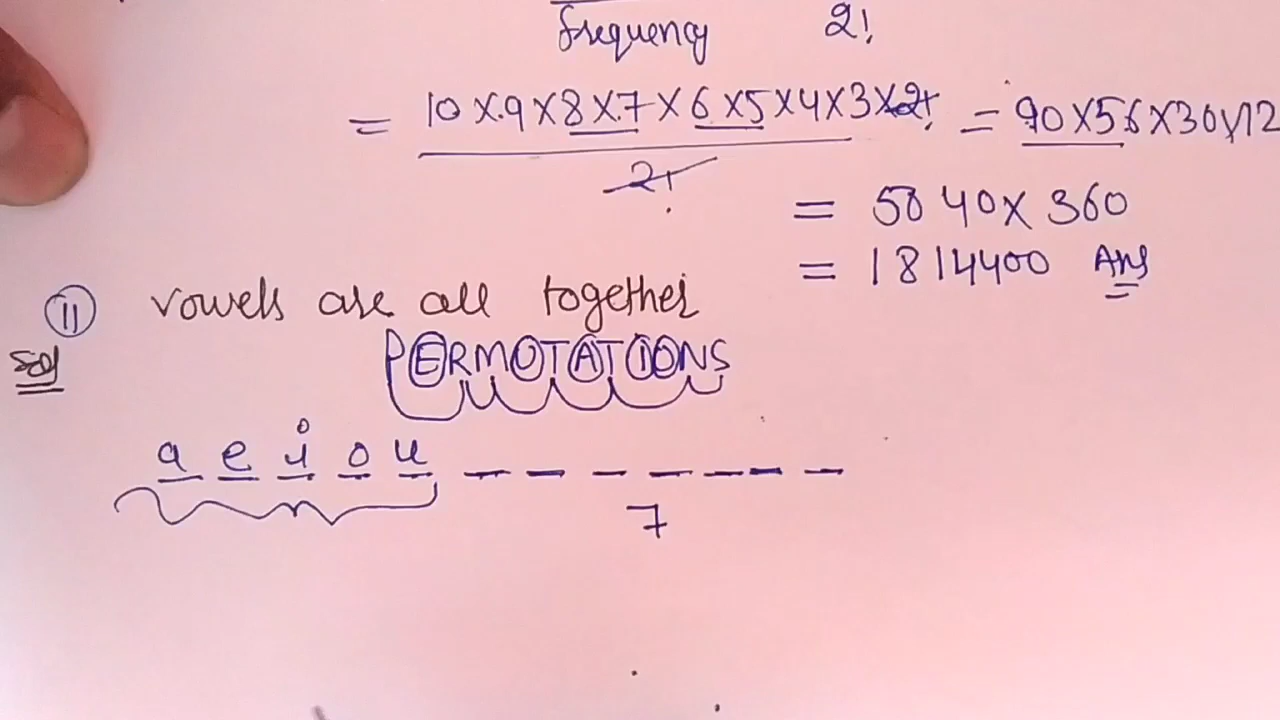 frequency 2!
= 10 x 9 x 8 x 7 x 6 x 5 x 4 x 3 x 2! = 90 x 56 x 30 x 12
2!
= 5040 x 360
= 1814400 Ans
11 vowels are all together
Sol PERMOTATIONS
a e i o u _ _ _ _ _ _ _
7